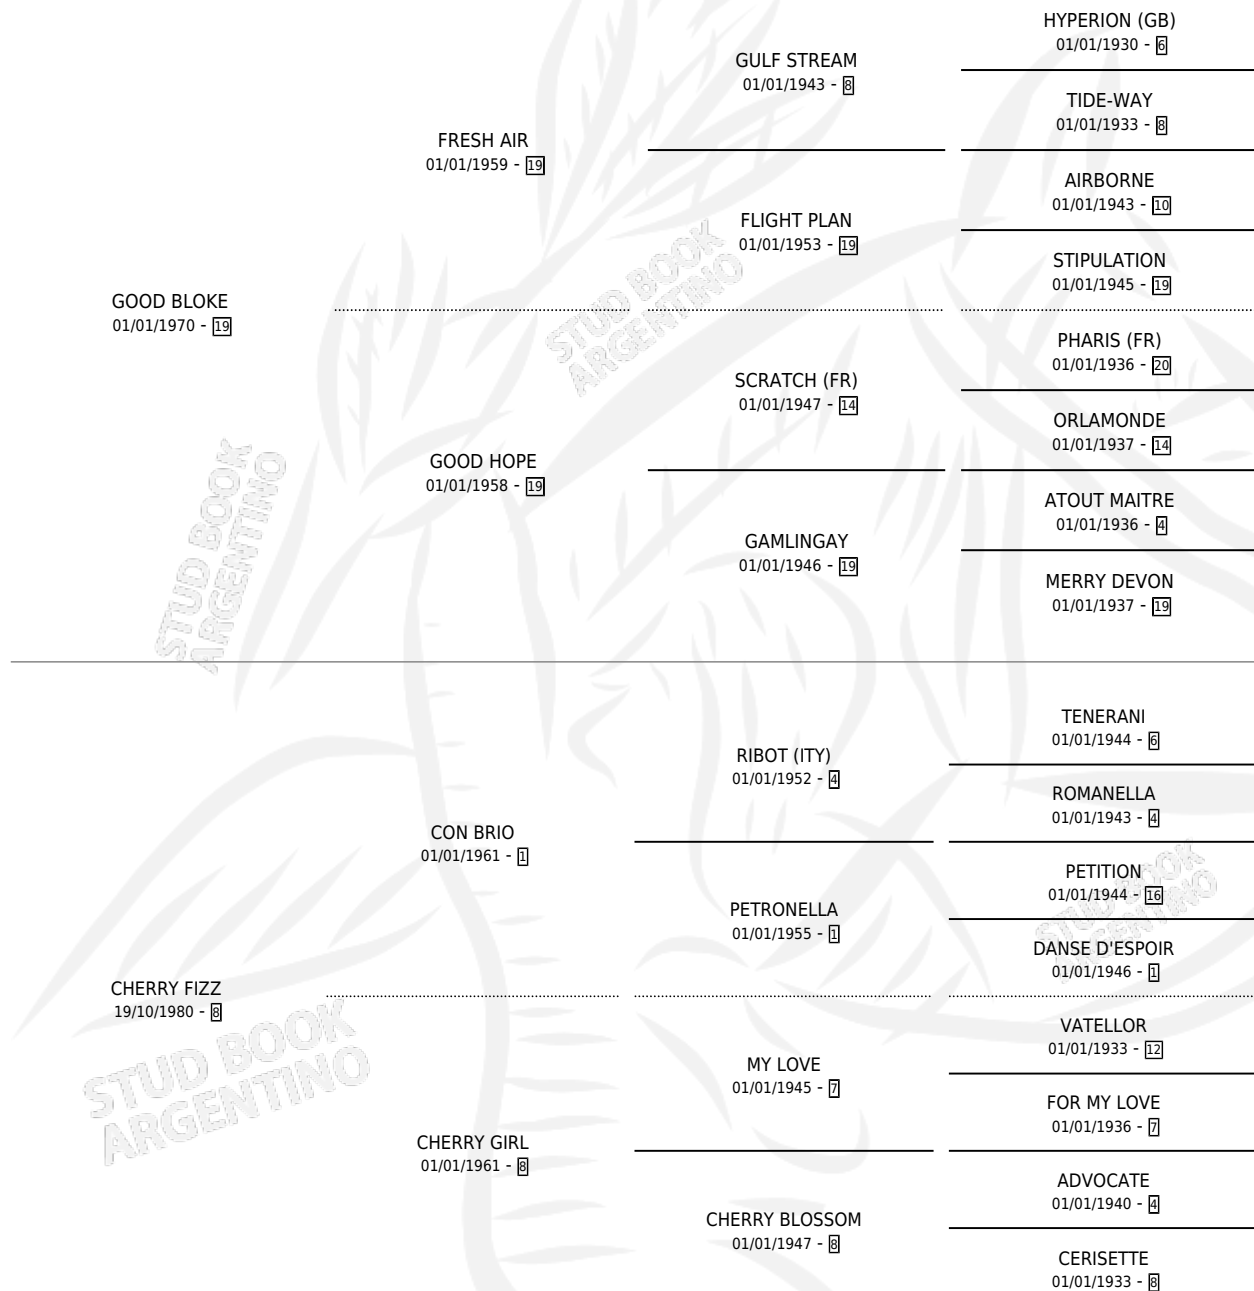 HYPERION (GB)
01/01/1930 - 6
GULF STREAM
01/01/1943 - 8
TIDE-WAY
01/01/1933 - 8
FRESH AIR
01/01/1959 - 19
AIRBORNE
01/01/1943 - 10
FLIGHT PLAN
01/01/1953 - 19
STIPULATION
01/01/1945 - 19
GOOD BLOKE
01/01/1970 - 19
PHARIS (FR)
01/01/1936 - 20
SCRATCH (FR)
01/01/1947 - 14
ORLAMONDE
01/01/1937 - 14
GOOD HOPE
01/01/1958 - 19
ATOUT MAITRE
01/01/1936 - 4
GAMLINGAY
01/01/1946 - 19
MERRY DEVON
01/01/1937 - 19
TENERANI
01/01/1944 - 6
RIBOT (ITY)
01/01/1952 - 4
ROMANELLA
01/01/1943 - 4
CON BRIO
01/01/1961 - 1
PETITION
01/01/1944 - 16
PETRONELLA
01/01/1955 - 1
DANSE D'ESPOIR
01/01/1946 - 1
CHERRY FIZZ
19/10/1980 - 8
VATELLOR
01/01/1933 - 12
MY LOVE
01/01/1945 - 7
FOR MY LOVE
01/01/1936 - 7
CHERRY GIRL
01/01/1961 - 8
ADVOCATE
01/01/1940 - 4
CHERRY BLOSSOM
01/01/1947 - 8
CERISETTE
01/01/1933 - 8
STUD BOOK
ARGENTINO
STUD BOOK
ARGENTINO
STUD BOOK
ARGENTINO
STUD BOOK
ARGENTINO